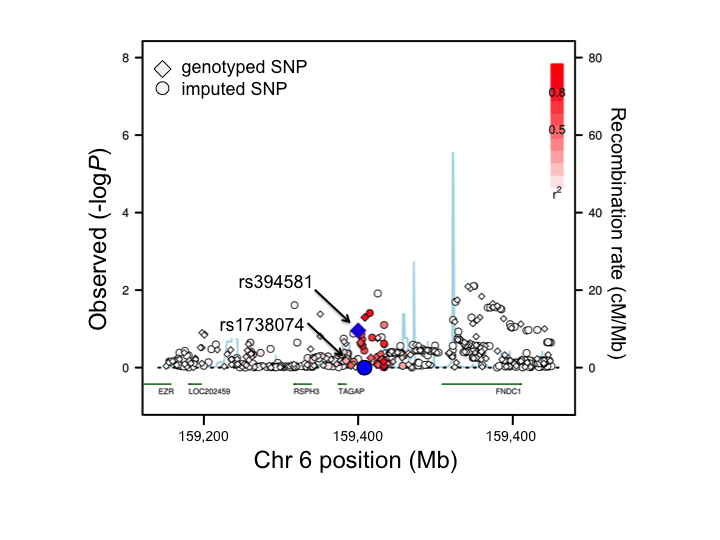 8
80
genotyped SNP
imputed SNP
0.8
6
0.5
60
r2
Observed (-logP)
Recombination rate (cM/Mb)
4
40
rs394581
2
20
rs1738074
0
0
EZR
LOC202459
RSPH3
TAGAP
FNDC1
159,200
159,400
159,400
Chr 6 position (Mb)